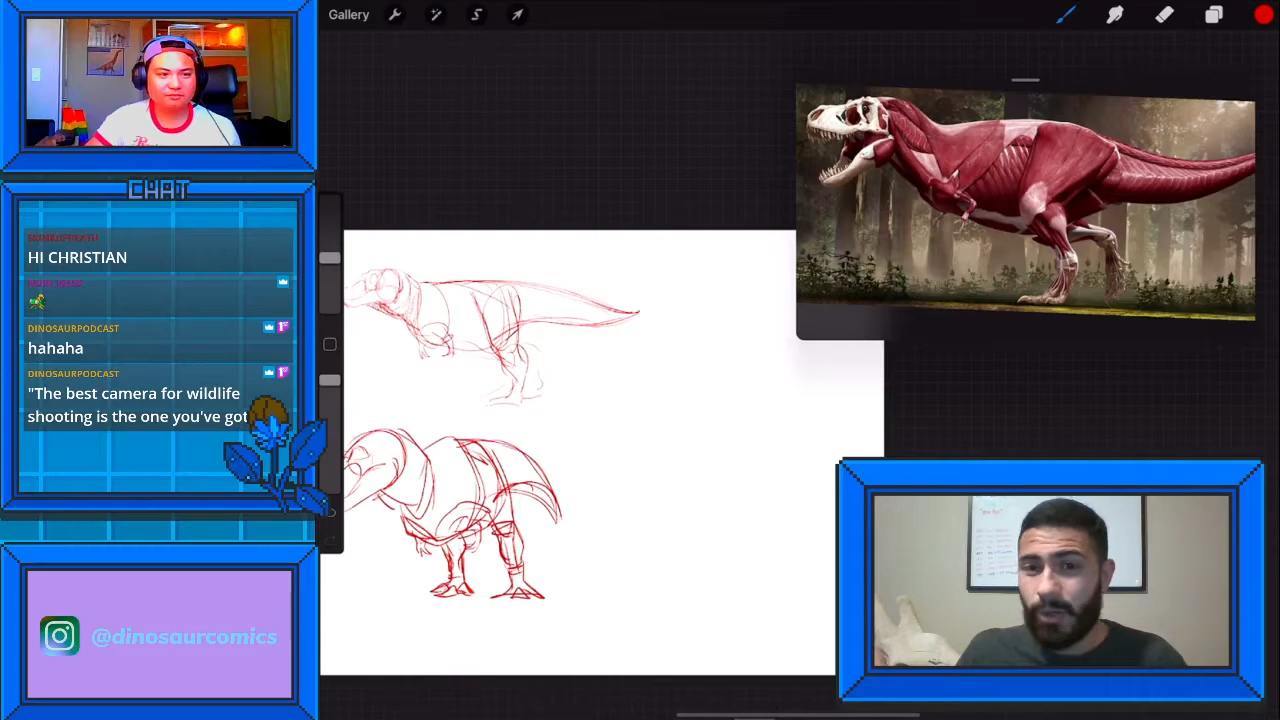 Gallery
CHAT
HI CHRISTIAN
DINOSAURPODCAST
hahaha
DINOSAURPODCAST
"The best camera for wildlife
shooting is the one you've got
@dinosaurcomics